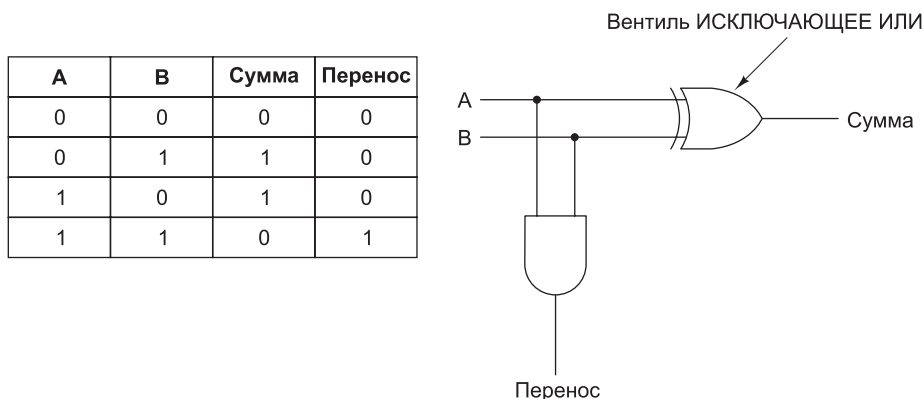 Вентиль ИСКЛЮЧАЮЩЕЕ ИЛИ
A B Сумма Перенос
0 0 0 0
0 1 1 0
1 0 1 0
1 1 0 1
A
B
Сумма
Перенос